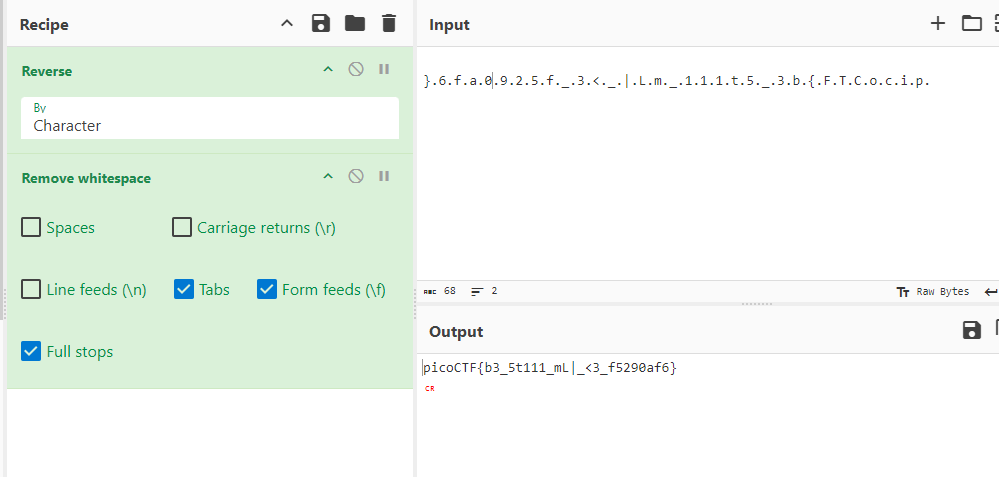 Recipe
Reverse
By
Character
Remove whitespace
Spaces
Carriage returns (\r)
Line feeds (\n)
Tabs
Form feeds (\f)
Full stops
Input
}.6.f.a.0.9.2.5.f._.3.<._.|.L.m._.1.1.1.t.5._.3.b.{.F.T.C.o.c.i.p.
ABC 68 2
Tт Raw Bytes
Output
picoCTF{b3_5t111_mL|_<3_f5290af6}
CR